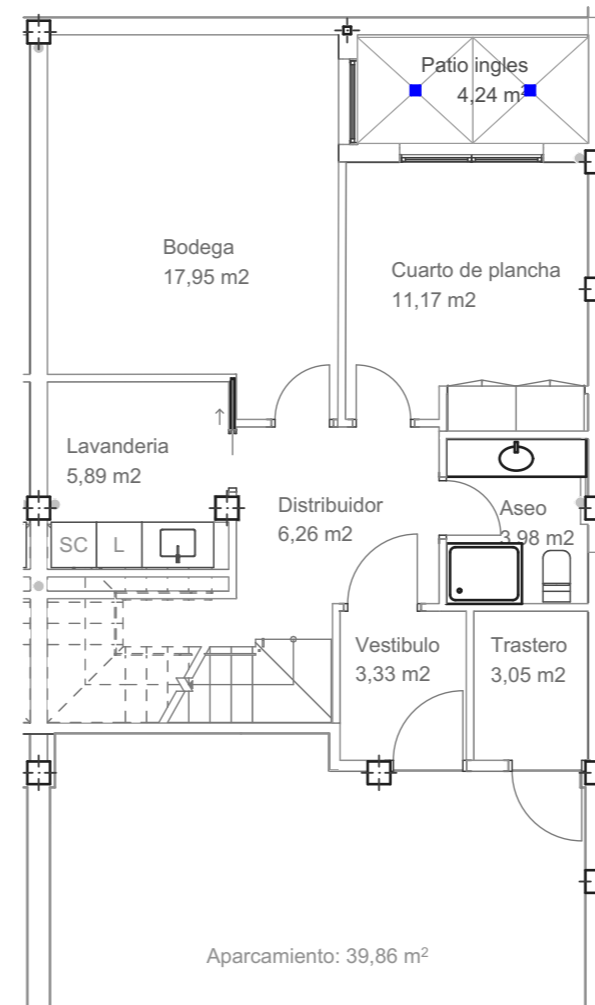 Patio ingles
4,24 m²
Bodega
17,95 m2
Cuarto de plancha
11,17 m2
Lavanderia
5,89 m2
Distribuidor
6,26 m2
Aseo
3,98 m2
SC
L
Vestibulo
3,33 m2
Trastero
3,05 m2
Aparcamiento: 39,86 m²